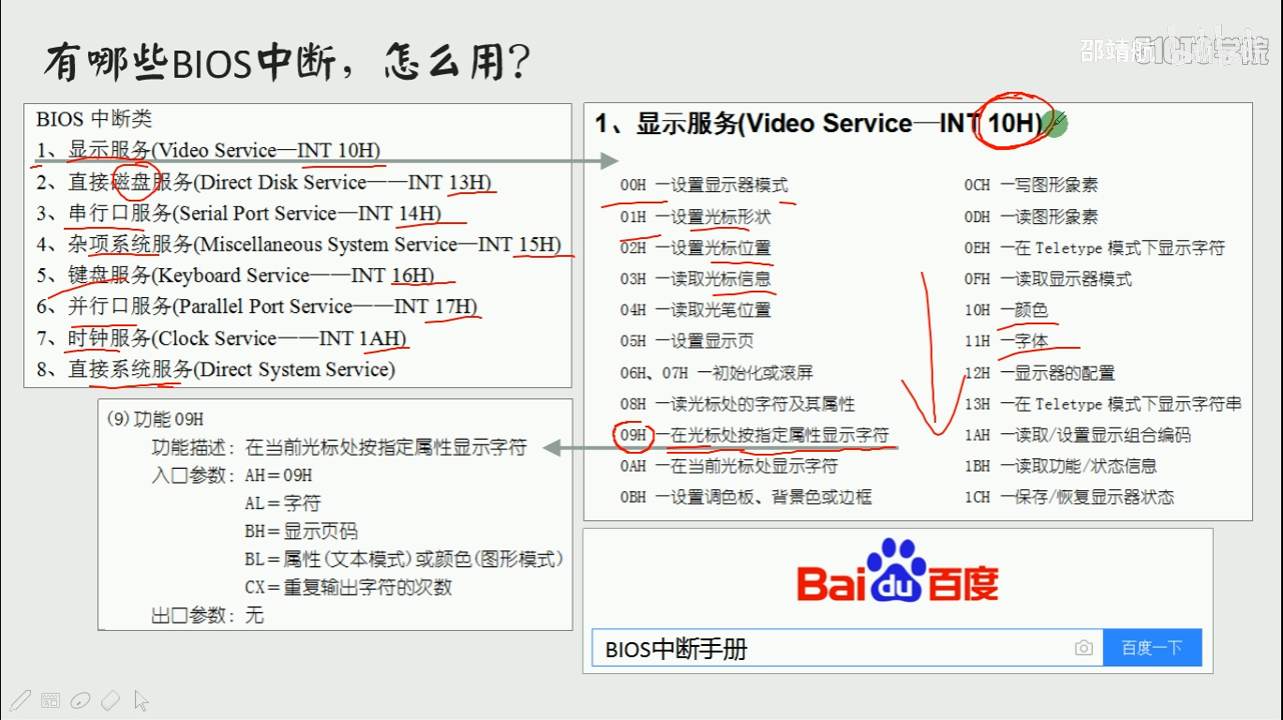 有哪些BIOS中断，怎么用？
邵靖航
BIOS 中断类
1、显示服务(Video Service—INT 10H)
2、直接磁盘服务(Direct Disk Service——INT 13H)
3、串行口服务(Serial Port Service—INT 14H)
4、杂项系统服务(Miscellaneous System Service—INT 15H)
5、键盘服务(Keyboard Service——INT 16H)
6、并行口服务(Parallel Port Service——INT 17H)
7、时钟服务(Clock Service——INT 1AH)
8、直接系统服务(Direct System Service)
(9)功能 09H
功能描述：在当前光标处按指定属性显示字符
入口参数：AH＝09H
AL＝字符
BH＝显示页码
BL＝属性(文本模式)或颜色(图形模式)
CX＝重复输出字符的次数
出口参数：无
1、显示服务(Video Service—INT 10H)
00H —设置显示器模式
01H —设置光标形状
02H —设置光标位置
03H —读取光标信息
04H —读取光笔位置
05H —设置显示页
06H、07H —初始化或滚屏
08H —读光标处的字符及其属性
09H —在光标处按指定属性显示字符
0AH —在当前光标处显示字符
0BH —设置调色板、背景色或边框
0CH —写图形象素
0DH —读图形象素
0EH —在 Teletype 模式下显示字符
0FH —读取显示器模式
10H —颜色
11H —字体
12H —显示器的配置
13H —在 Teletype 模式下显示字符串
1AH —读取/设置显示组合编码
1BH —读取功能/状态信息
1CH —保存/恢复显示器状态
Bai du 百度
BIOS中断手册
百度一下